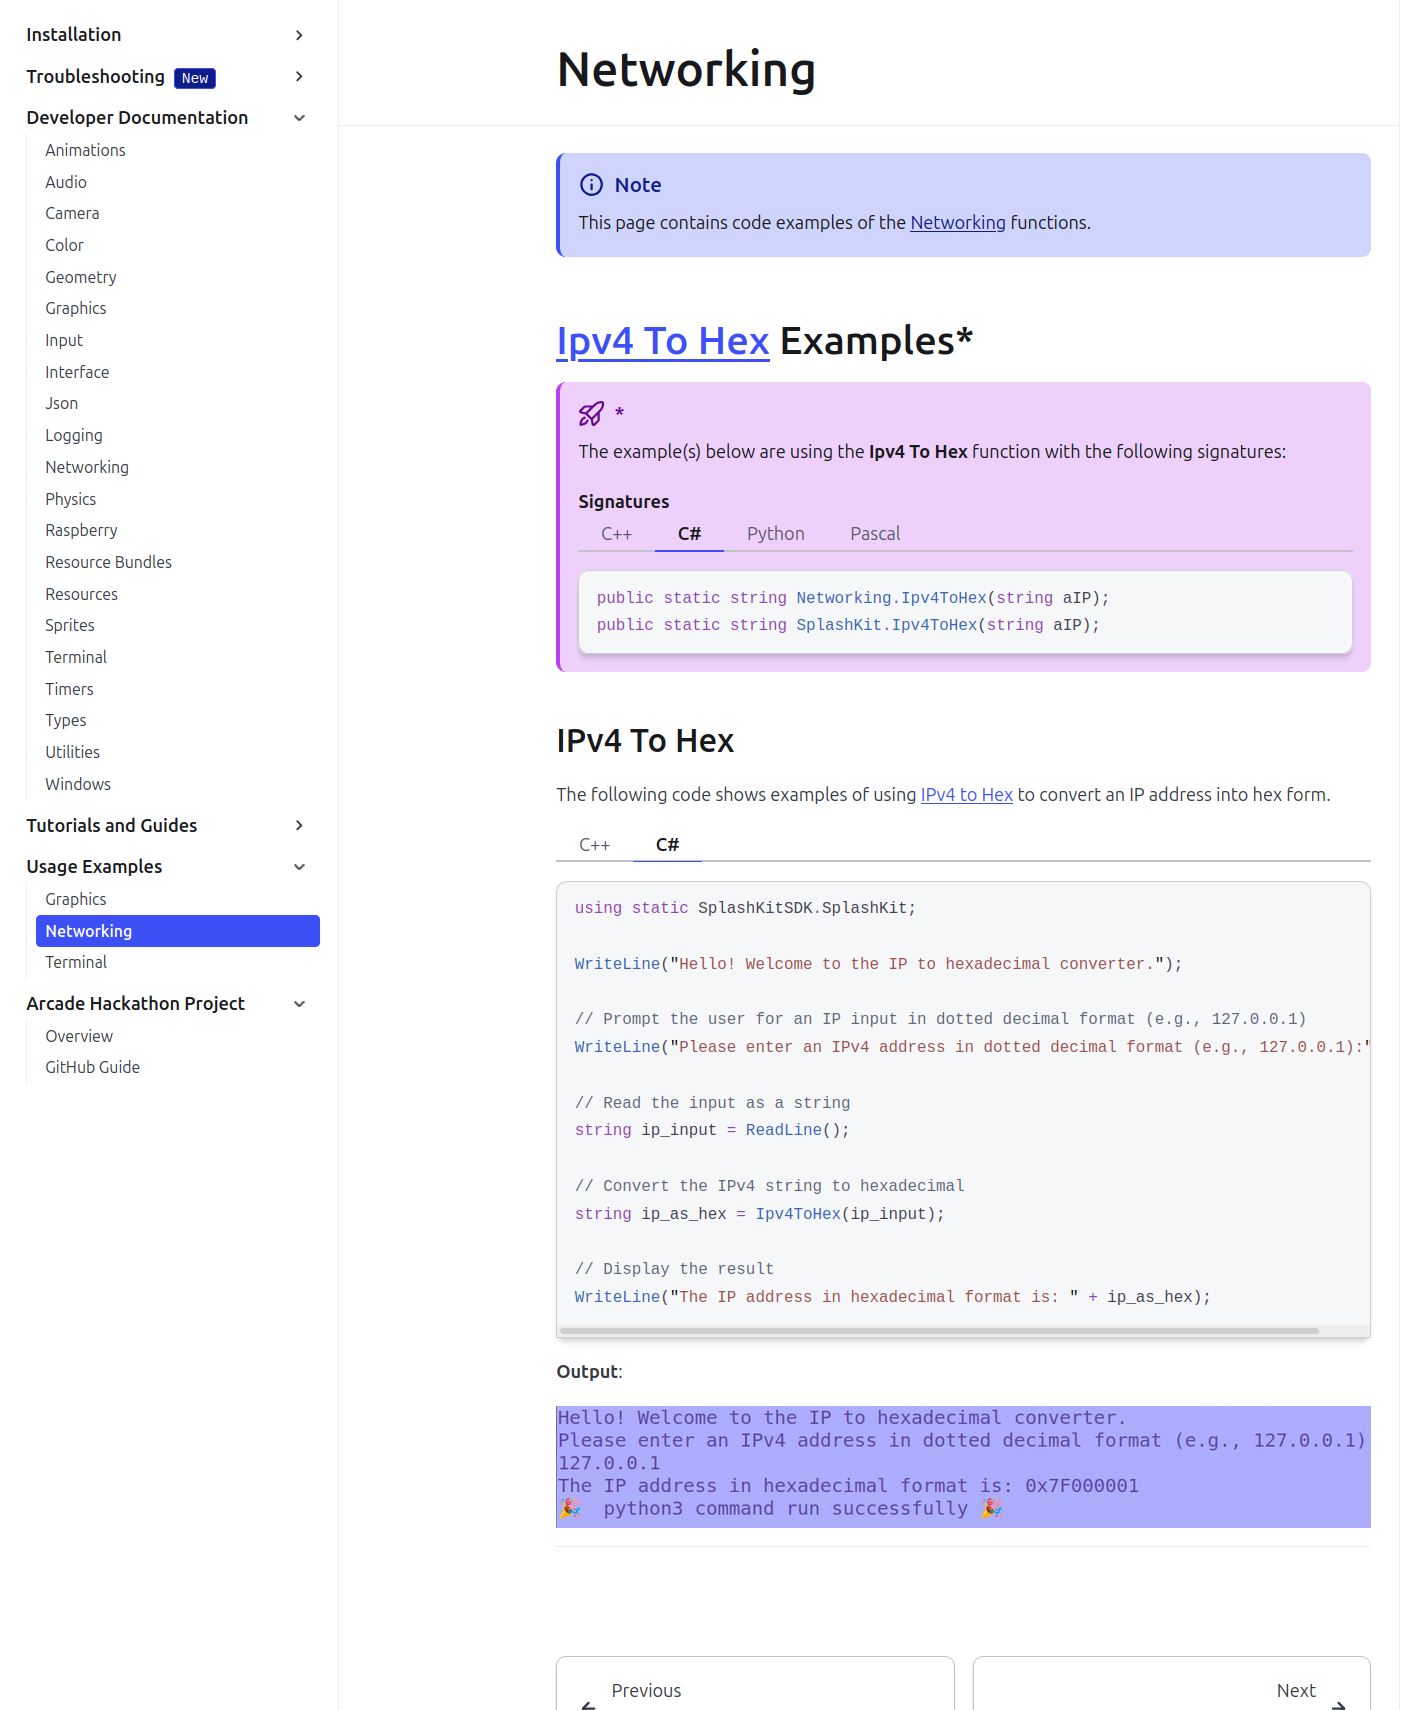 Installation
Troubleshooting New
Developer Documentation
Animations
Audio
Camera
Color
Geometry
Graphics
Input
Interface
Json
Logging
Networking
Physics
Raspberry
Resource Bundles
Resources
Sprites
Terminal
Timers
Types
Utilities
Windows
Tutorials and Guides
Usage Examples
Graphics
Networking
Terminal
Arcade Hackathon Project
Overview
GitHub Guide
Networking
Note
This page contains code examples of the Networking functions.
Ipv4 To Hex Examples*
*
The example(s) below are using the Ipv4 To Hex function with the following signatures:
Signatures
C++ C# Python Pascal
public static string Networking.Ipv4ToHex(string aIP);
public static string SplashKit.Ipv4ToHex(string aIP);
IPv4 To Hex
The following code shows examples of using IPv4 to Hex to convert an IP address into hex form.
C++ C#
using static SplashKitSDK.SplashKit;
WriteLine("Hello! Welcome to the IP to hexadecimal converter.");
// Prompt the user for an IP input in dotted decimal format (e.g., 127.0.0.1)
WriteLine("Please enter an IPv4 address in dotted decimal format (e.g., 127.0.0.1):"
// Read the input as a string
string ip_input = ReadLine();
// Convert the IPv4 string to hexadecimal
string ip_as_hex = Ipv4ToHex(ip_input);
// Display the result
WriteLine("The IP address in hexadecimal format is: " + ip_as_hex);
Output:
Hello! Welcome to the IP to hexadecimal converter.
Please enter an IPv4 address in dotted decimal format (e.g., 127.0.0.1)
127.0.0.1
The IP address in hexadecimal format is: 0x7F000001
🎉 python3 command run successfully 🎉
Previous
Next